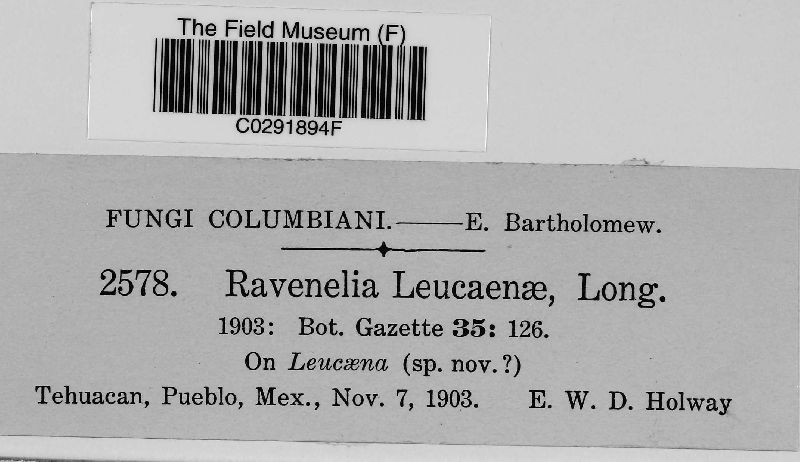 The Field Museum (F)
C0291894F
FUNGI COLUMBIANI.——E. Bartholomew.
2578. Ravenelia Leucaenæ, Long.
1903: Bot. Gazette 35: 126.
On Leucæna (sp. nov.?)
Tehuacan, Pueblo, Mex., Nov. 7, 1903. E. W. D. Holway